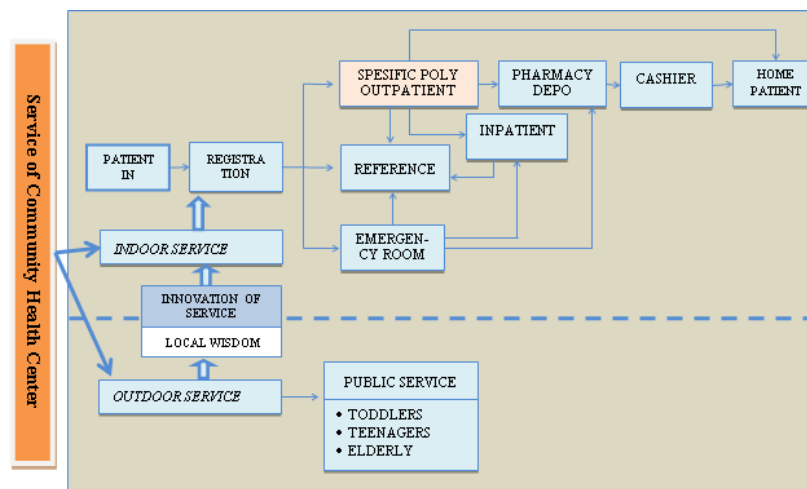 Service of Community Health Center
SPESIFIC POLY
OUTPATIENT
PHARMACY
DEPO
CASHIER
HOME
PATIENT
INPATIENT
PATIENT
IN
REGISTRA
TION
REFERENCE
EMERGEN-
CY ROOM
INDOOR SERVICE
INNOVATION OF
SERVICE
LOCAL WISDOM
OUTDOOR SERVICE
PUBLIC SERVICE
• TODDLERS
• TEENAGERS
• ELDERLY